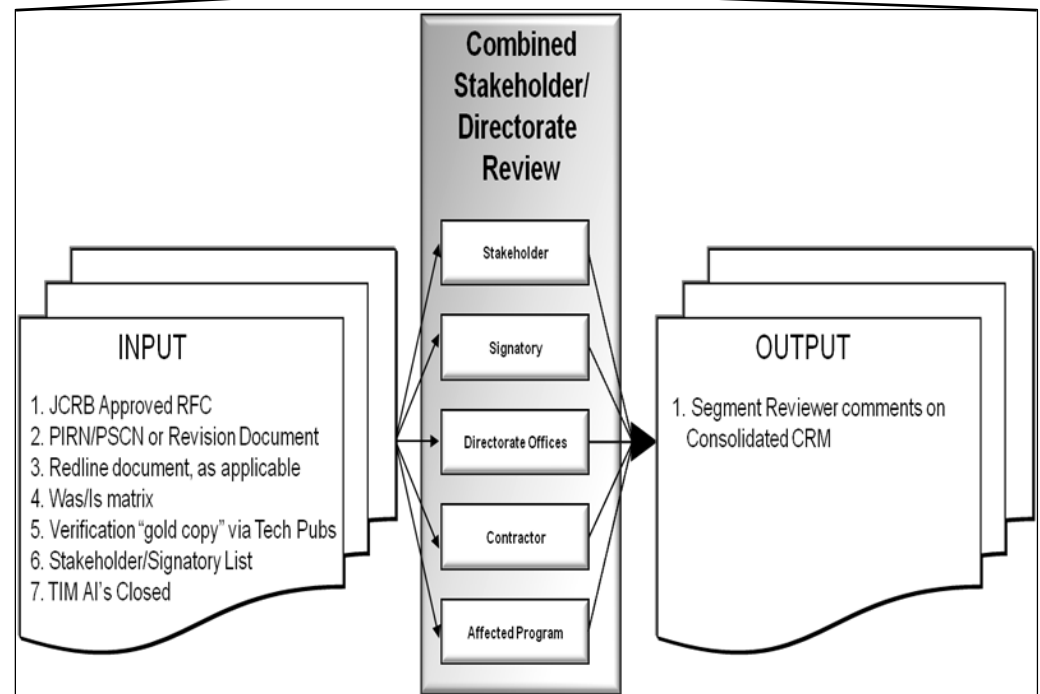 Combined
Stakeholder/
Directorate
Review
INPUT
1. JCRB Approved RFC
2. PIRN/PSCN or Revision Document
3. Redline document, as applicable
4. Was/Is matrix
5. Verification “gold copy” via Tech Pubs
6. Stakeholder/Signatory List
7. TIM AI’s Closed
Stakeholder
Signatory
Directorate Offices
Contractor
Affected Program
OUTPUT
1. Segment Reviewer comments on
Consolidated CRM